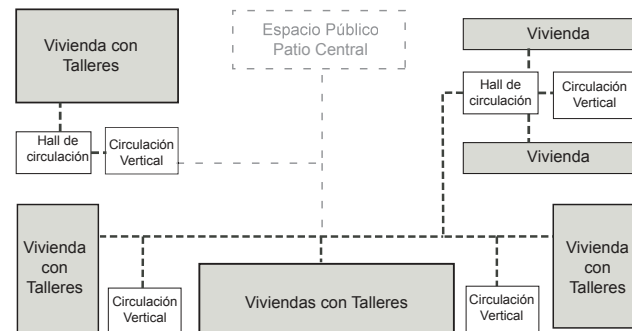 Vivienda con
Talleres
Espacio Público
Patio Central
Vivienda
Hall de
circulación
Circulación
Vertical
Hall de
circulación
Circulación
Vertical
Vivienda
Vivienda
con
Talleres
Circulación
Vertical
Viviendas con Talleres
Circulación
Vertical
Vivienda
con
Talleres